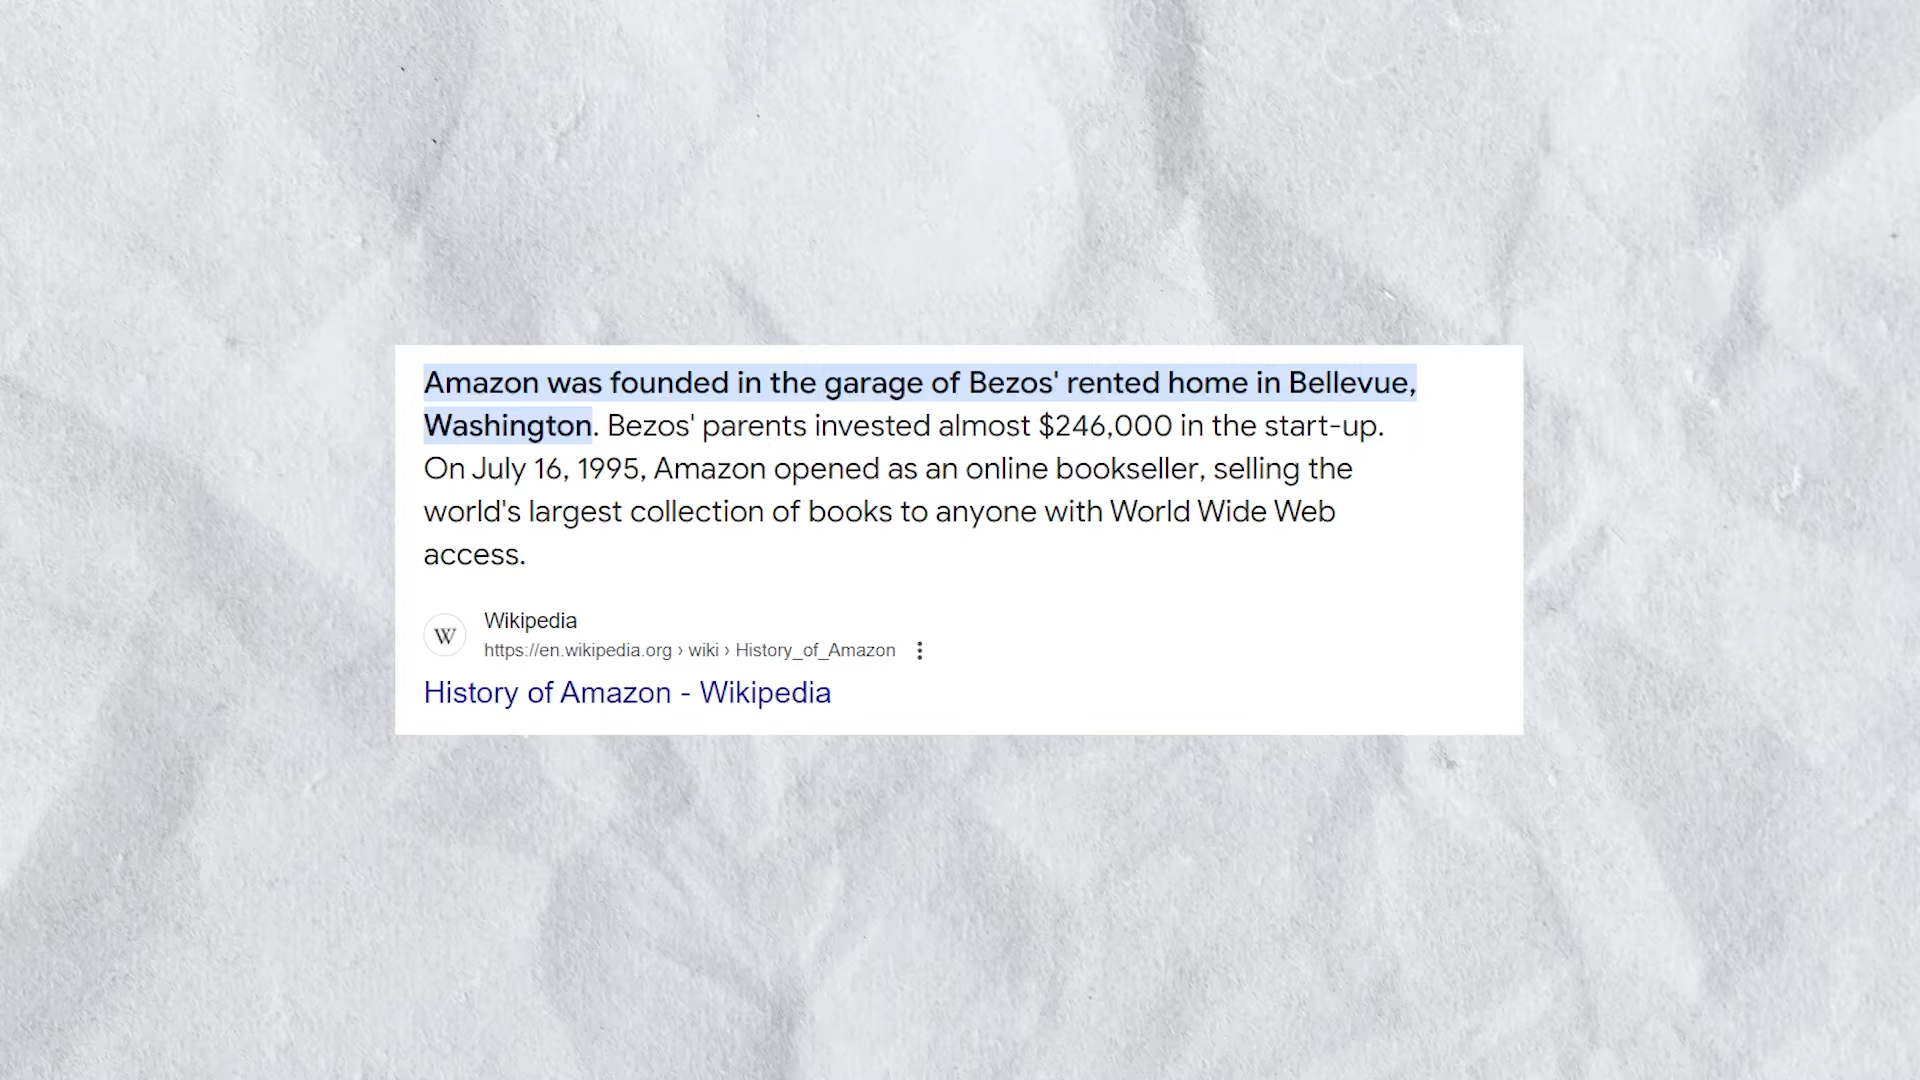 Amazon was founded in the garage of Bezos' rented home in Bellevue,
Washington. Bezos' parents invested almost $246,000 in the start-up.
On July 16, 1995, Amazon opened as an online bookseller, selling the
world's largest collection of books to anyone with World Wide Web
access.
W
Wikipedia
https://en.wikipedia.org › wiki › History_of_Amazon
History of Amazon - Wikipedia